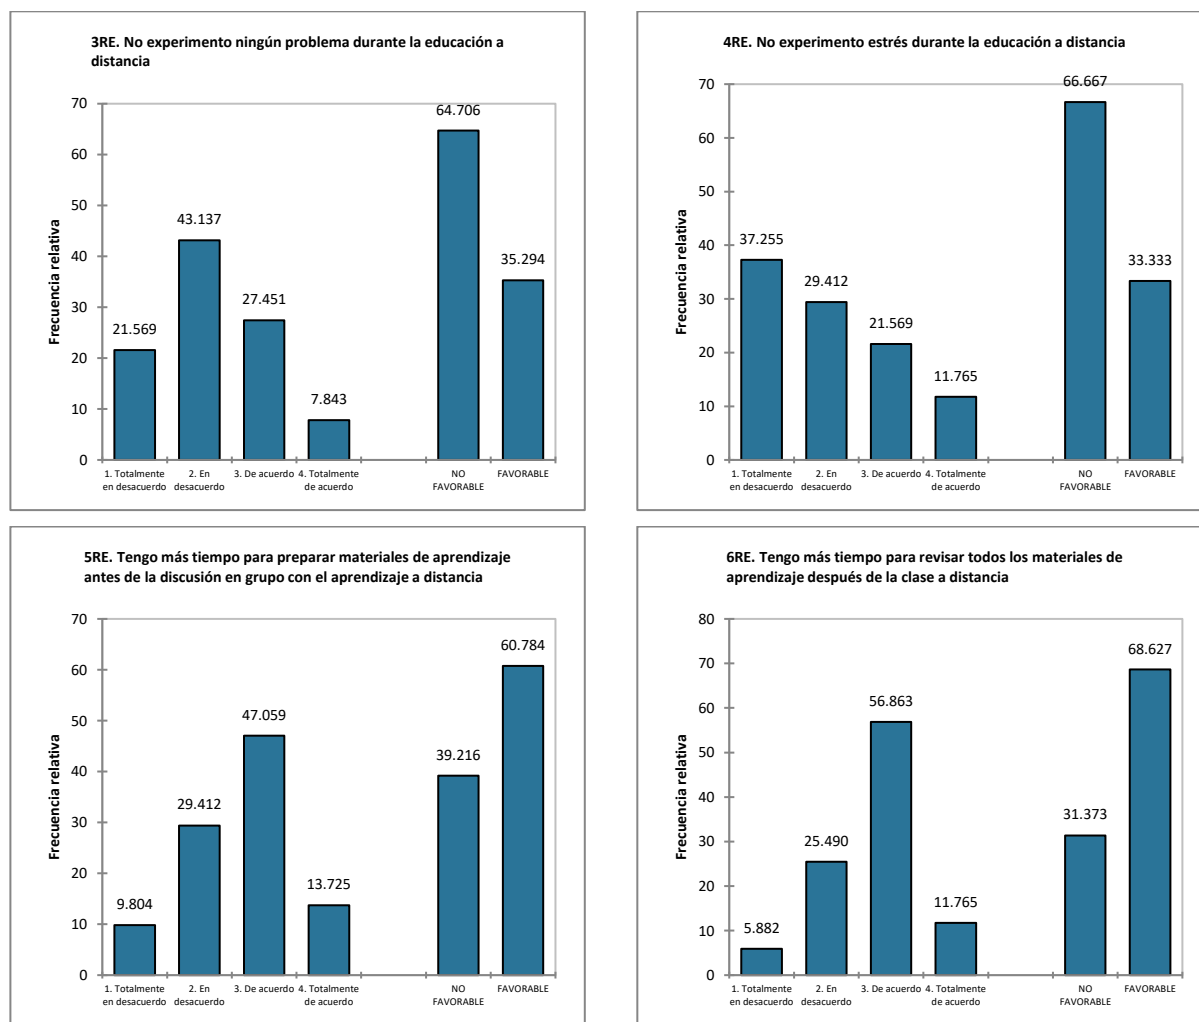 3RE. No experimento ningún problema durante la educación a
distancia
70
60
50
40
30
20
10
0
Frecuencia relativa
21.569
43.137
27.451
7.843
64.706
35.294
1. Totalmente
en desacuerdo
2. En
desacuerdo
3. De acuerdo
4. Totalmente
de acuerdo
NO
FAVORABLE
FAVORABLE
4RE. No experimento estrés durante la educación a distancia
70
60
50
40
30
20
10
0
Frecuencia relativa
37.255
29.412
21.569
11.765
66.667
33.333
1. Totalmente
en desacuerdo
2. En
desacuerdo
3. De acuerdo
4. Totalmente
de acuerdo
NO
FAVORABLE
FAVORABLE
5RE. Tengo más tiempo para preparar materiales de aprendizaje
antes de la discusión en grupo con el aprendizaje a distancia
70
60
50
40
30
20
10
0
Frecuencia relativa
9.804
29.412
47.059
13.725
39.216
60.784
1. Totalmente
en desacuerdo
2. En
desacuerdo
3. De acuerdo
4. Totalmente
de acuerdo
NO
FAVORABLE
FAVORABLE
6RE. Tengo más tiempo para revisar todos los materiales de
aprendizaje después de la clase a distancia
80
70
60
50
40
30
20
10
0
Frecuencia relativa
5.882
25.490
56.863
11.765
31.373
68.627
1. Totalmente
en desacuerdo
2. En
desacuerdo
3. De acuerdo
4. Totalmente
de acuerdo
NO
FAVORABLE
FAVORABLE